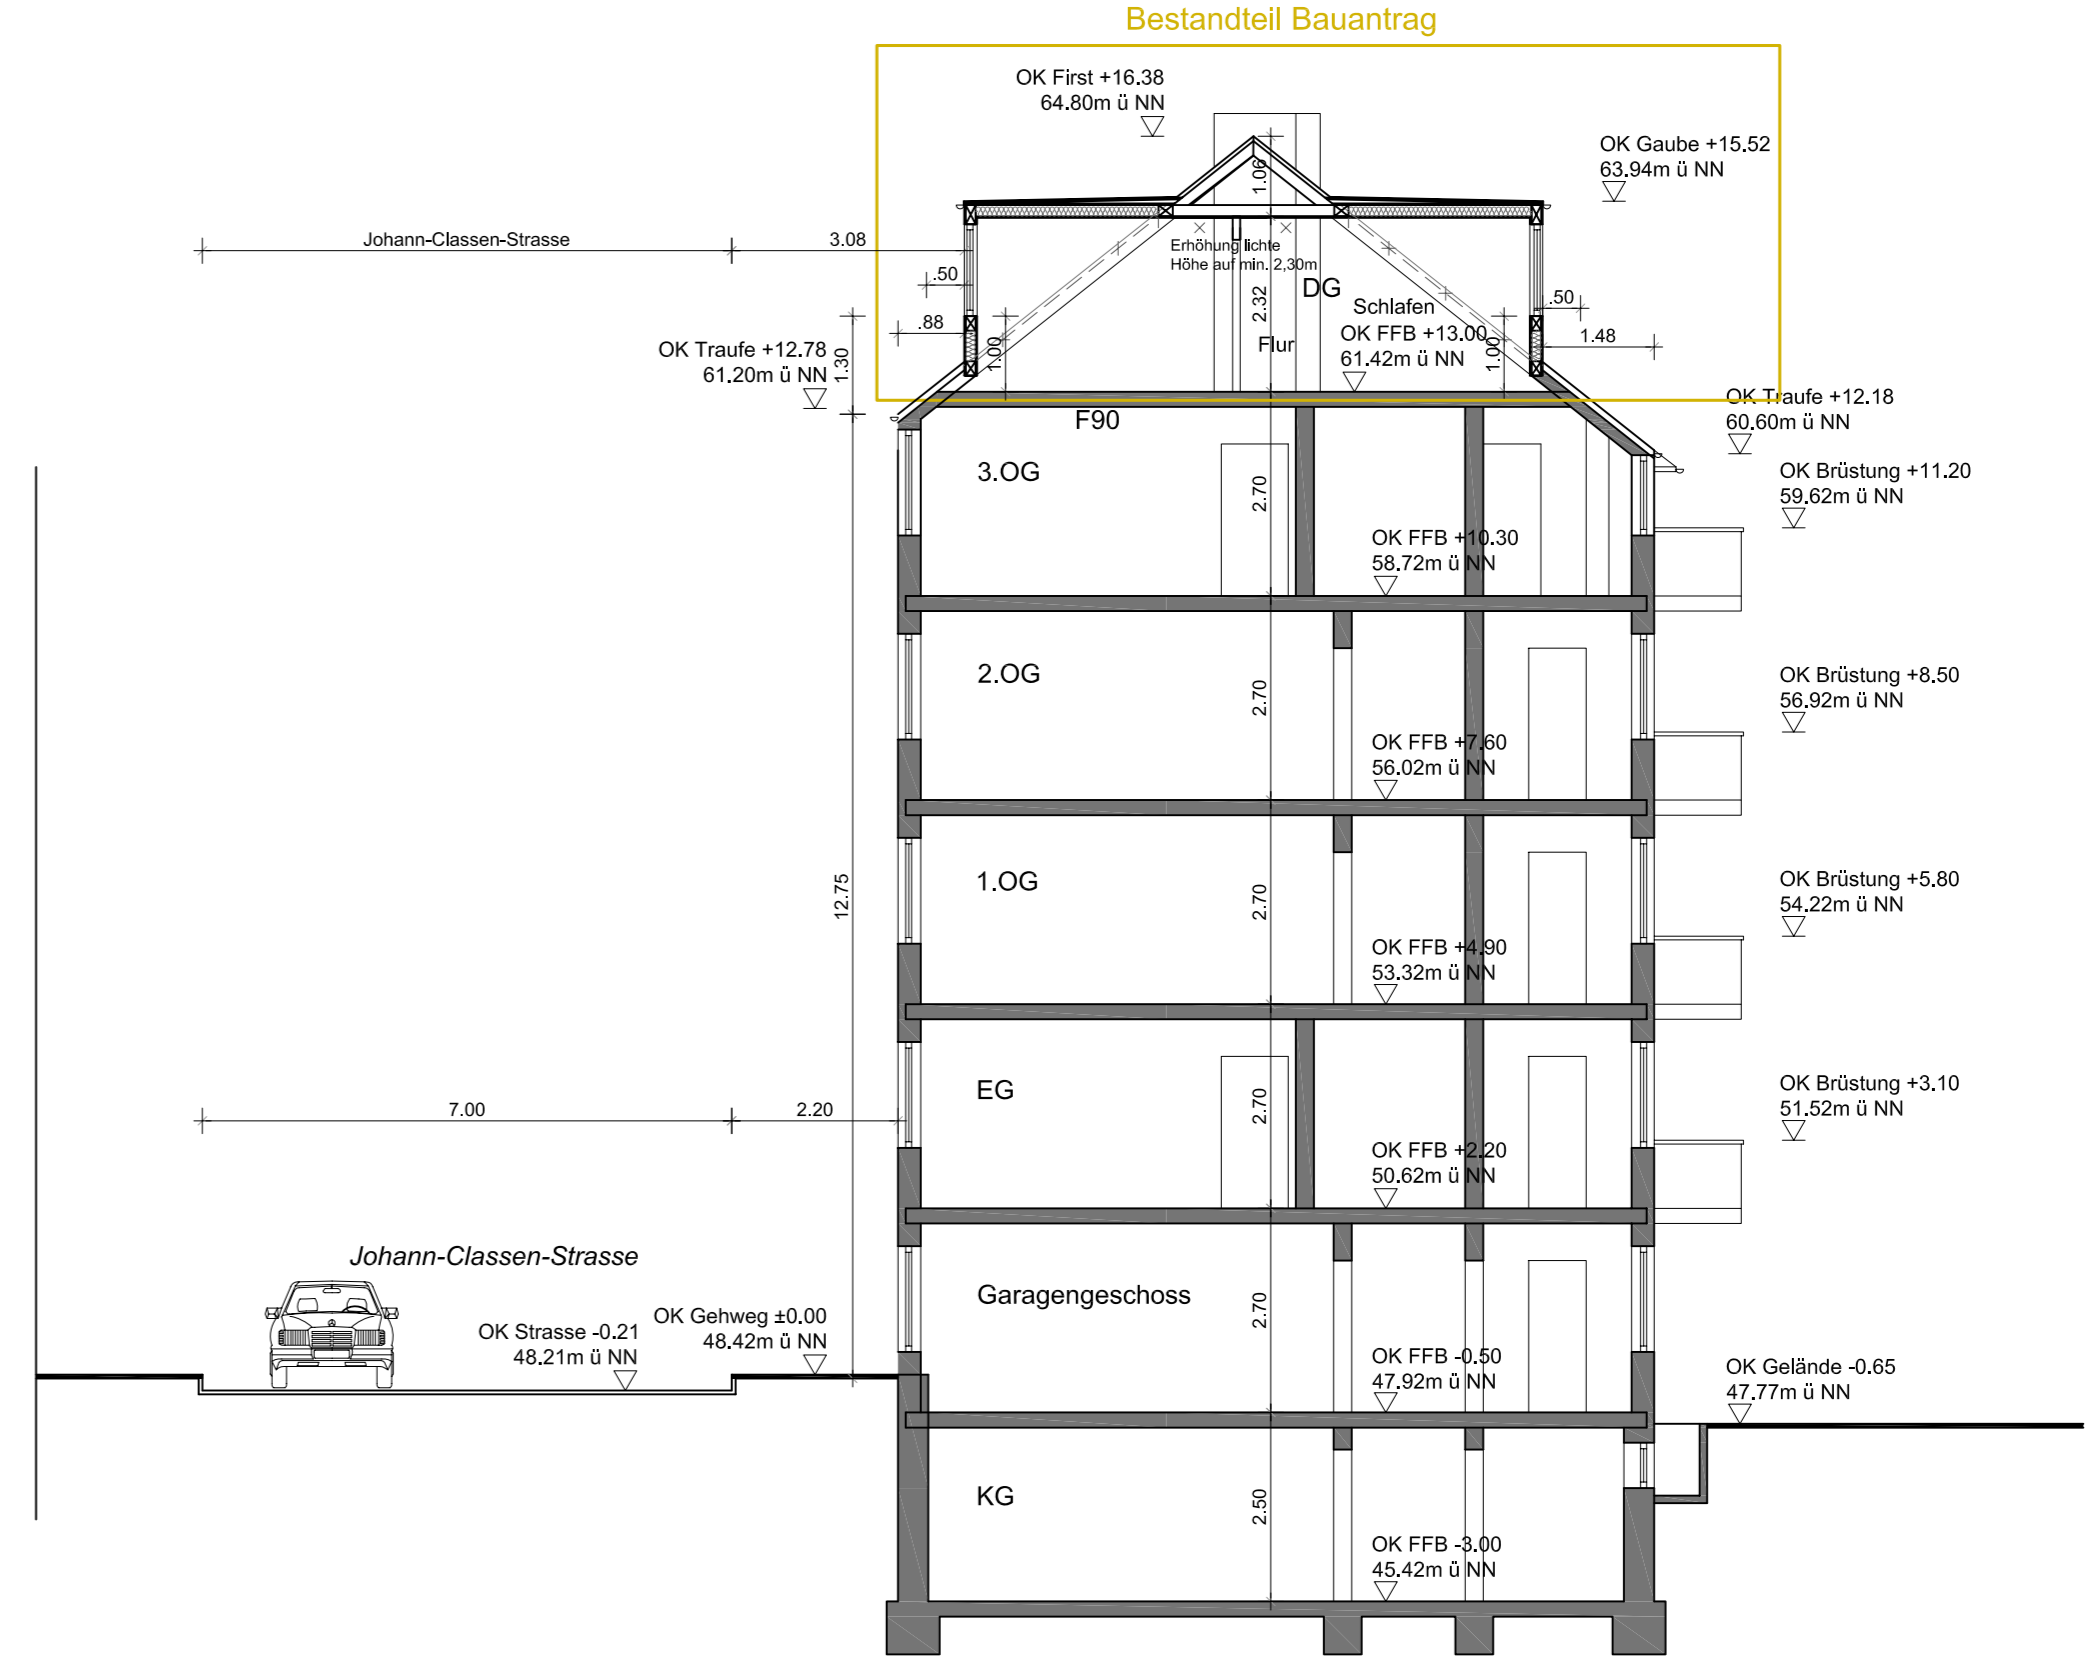 Bestandteil Bauantrag
OK First +16.38
64.80m ü NN
OK Gaube +15.52
63.94m ü NN
1.06
Johann-Classen-Strasse
3.08
Erhöhung lichte
Höhe auf min. 2,30m
.50
DG
2.32
Schlafen
.50
.88
OK FFB +13.00
61.42m ü NN
Flur
1.00
1.00
1.48
OK Traufe +12.78
61.20m ü NN
1.30
OK Traufe +12.18
60.60m ü NN
F90
3.OG
2.70
OK Brüstung +11.20
59.62m ü NN
OK FFB +10.30
58.72m ü NN
2.OG
2.70
OK Brüstung +8.50
56.92m ü NN
OK FFB +7.60
56.02m ü NN
1.OG
12.75
2.70
OK Brüstung +5.80
54.22m ü NN
OK FFB +4.90
53.32m ü NN
EG
7.00
2.20
2.70
OK Brüstung +3.10
51.52m ü NN
OK FFB +2.20
50.62m ü NN
Johann-Classen-Strasse
Garagengeschoss
2.70
OK Strasse -0.21
48.21m ü NN
OK Gehweg ±0.00
48.42m ü NN
OK FFB -0.50
47.92m ü NN
OK Gelände -0.65
47.77m ü NN
KG
2.50
OK FFB -3.00
45.42m ü NN